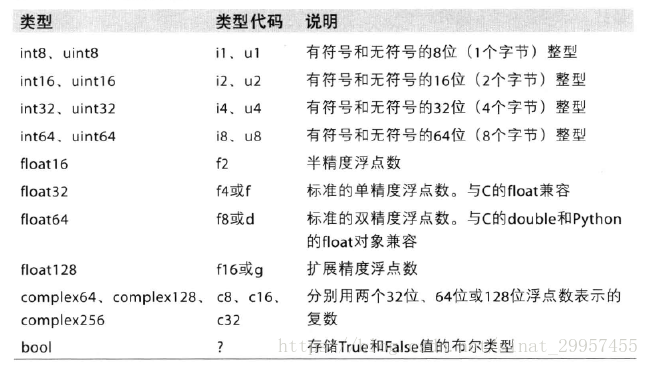 类型 类型代码 说明
int8、uint8 i1、u1 有符号和无符号的8位（1个字节）整型
int16、uint16 i2、u2 有符号和无符号的16位（2个字节）整型
int32、uint32 i4、u4 有符号和无符号的32位（4个字节）整型
int64、uint64 i8、u8 有符号和无符号的64位（8个字节）整型
float16 f2 半精度浮点数
float32 f4或f 标准的单精度浮点数。与C的float兼容
float64 f8或d 标准的双精度浮点数。与C的double和Python
的float对象兼容
float128 f16或g 扩展精度浮点数
complex64、complex128、 c8、c16、 分别用两个32位、64位或128位浮点数表示的
complex256 c32 复数
bool ? 存储True和False值的布尔类型